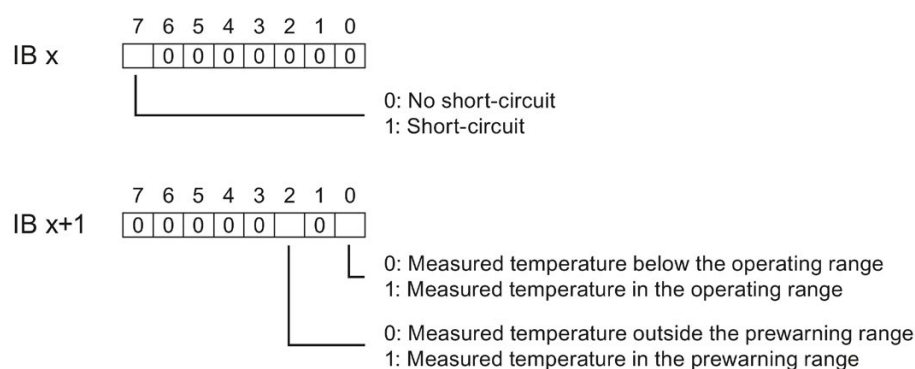 7 6 5 4 3 2 1 0
IB x 0 0 0 0 0 0 0
0: No short-circuit
1: Short-circuit
7 6 5 4 3 2 1 0
IB x+1 0 0 0 0 0 0
0: Measured temperature below the operating range
1: Measured temperature in the operating range
0: Measured temperature outside the prewarning range
1: Measured temperature in the prewarning range